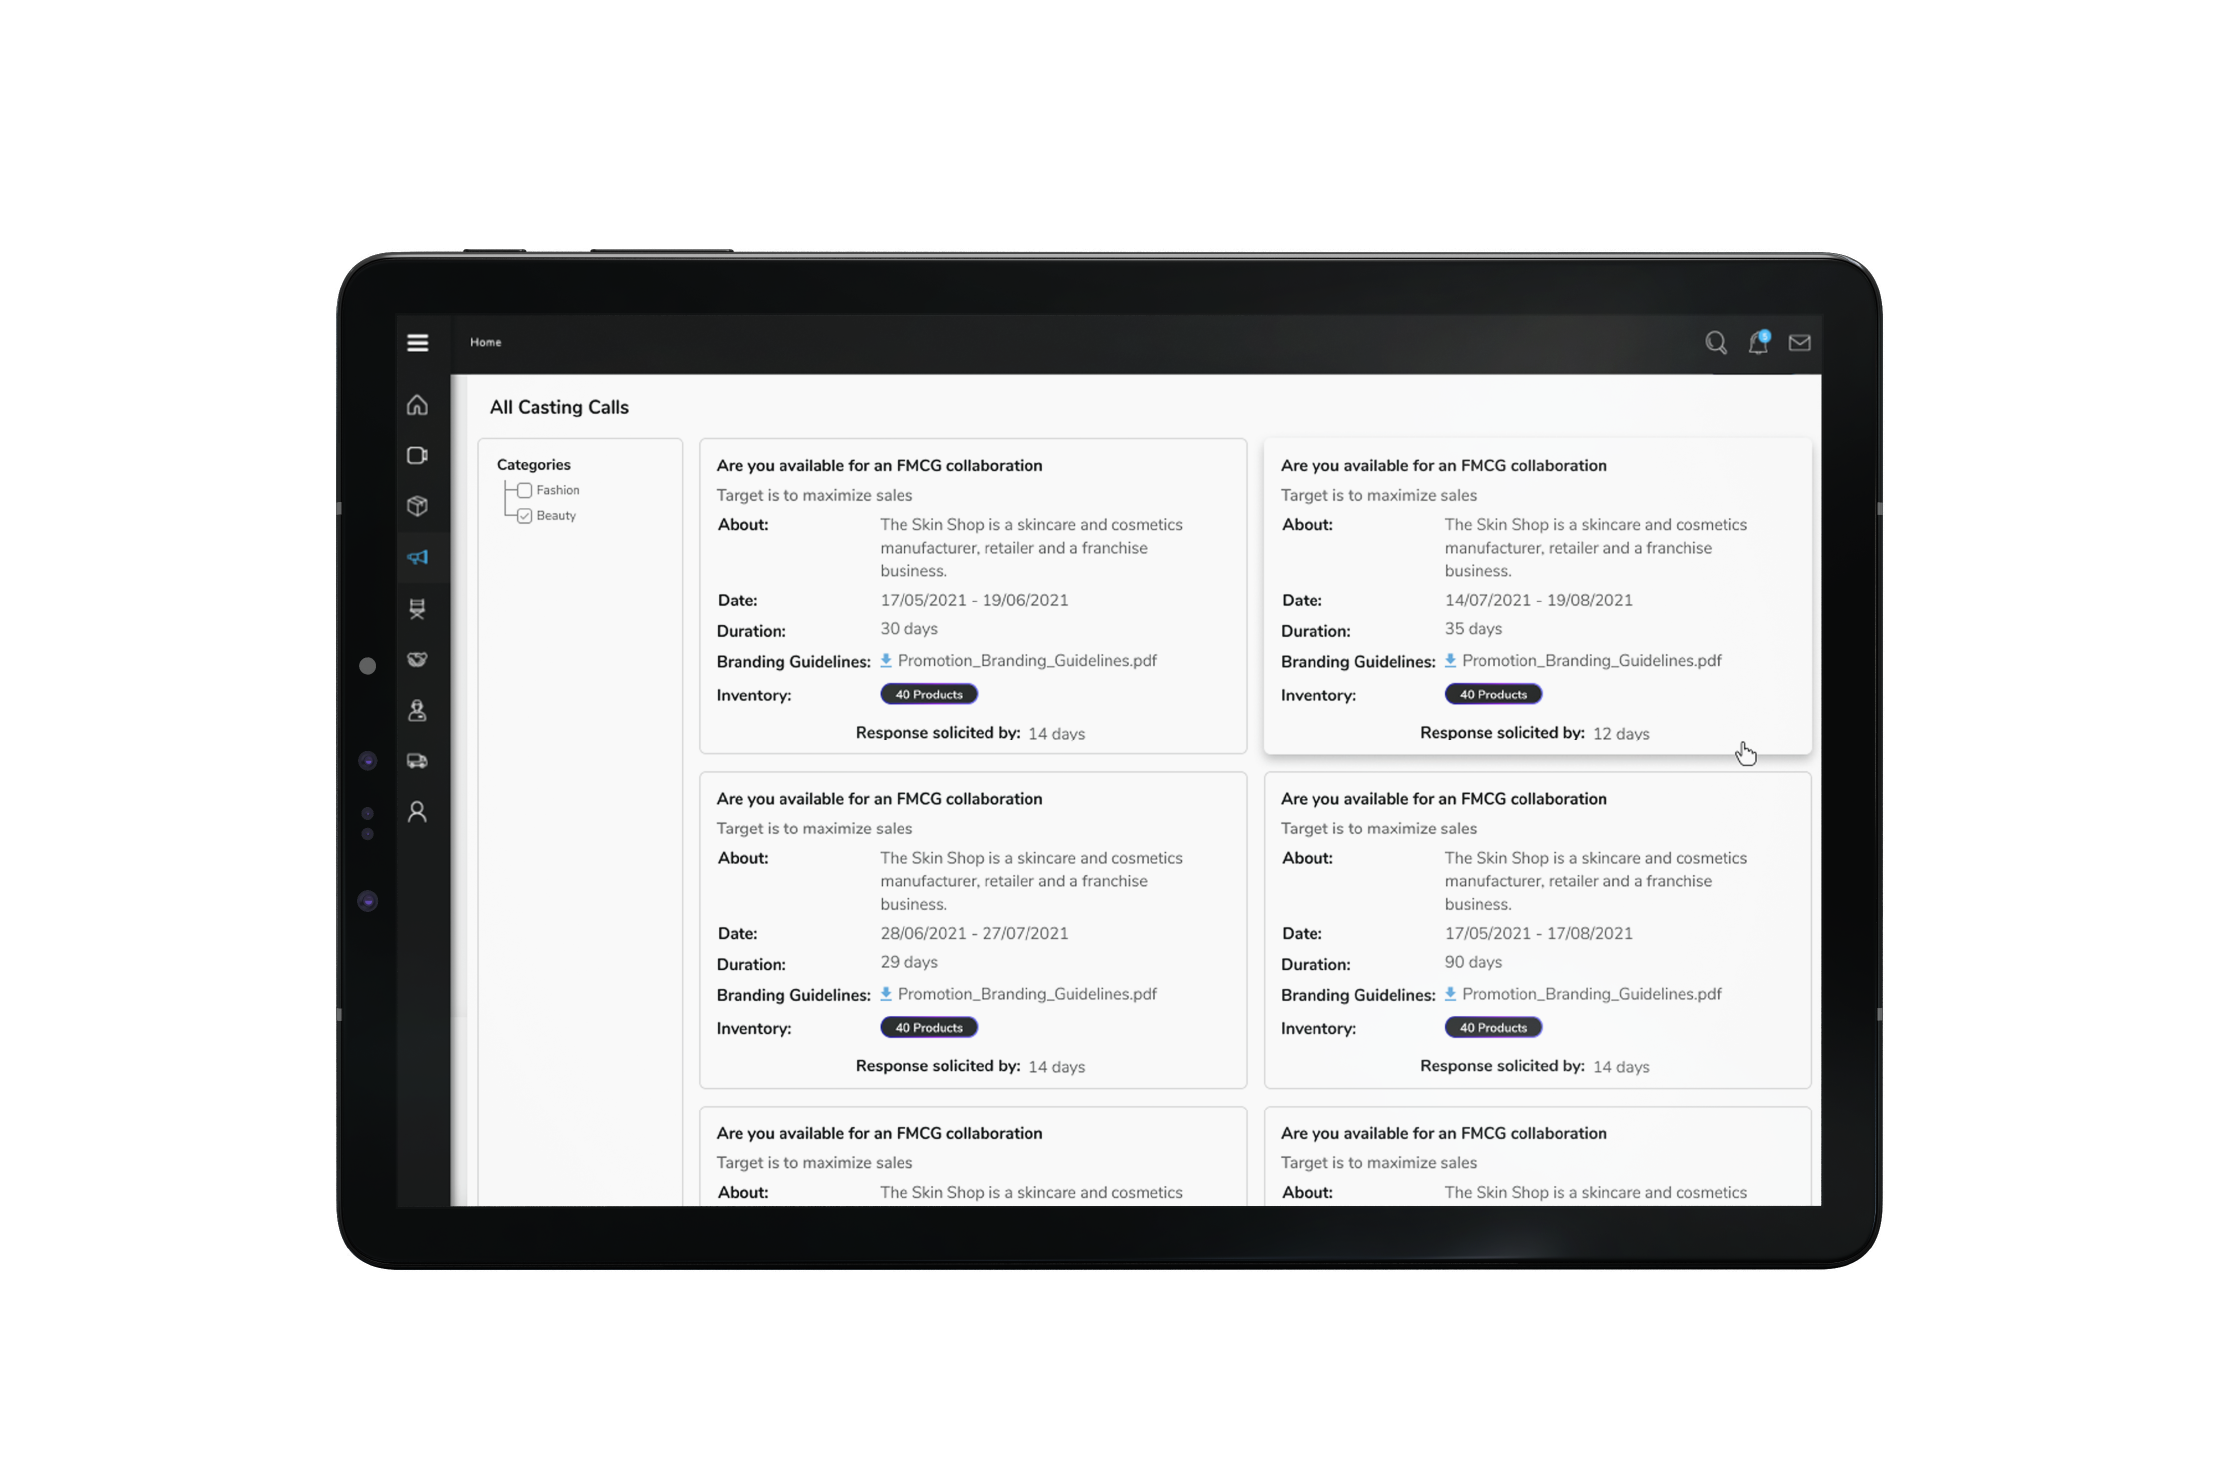 Home
All Casting Calls
Categories
Fashion
Beauty
Are you available for an FMCG collaboration
Target is to maximize sales
About: The Skin Shop is a skincare and cosmetics
manufacturer, retailer and a franchise
business.
Date: 17/05/2021 - 19/06/2021
Duration: 30 days
Branding Guidelines: Promotion_Branding_Guidelines.pdf
Inventory: 40 Products
Response solicited by: 14 days
Are you available for an FMCG collaboration
Target is to maximize sales
About: The Skin Shop is a skincare and cosmetics
manufacturer, retailer and a franchise
business.
Date: 14/07/2021 - 19/08/2021
Duration: 35 days
Branding Guidelines: Promotion_Branding_Guidelines.pdf
Inventory: 40 Products
Response solicited by: 12 days
Are you available for an FMCG collaboration
Target is to maximize sales
About: The Skin Shop is a skincare and cosmetics
manufacturer, retailer and a franchise
business.
Date: 28/06/2021 - 27/07/2021
Duration: 29 days
Branding Guidelines: Promotion_Branding_Guidelines.pdf
Inventory: 40 Products
Response solicited by: 14 days
Are you available for an FMCG collaboration
Target is to maximize sales
About: The Skin Shop is a skincare and cosmetics
manufacturer, retailer and a franchise
business.
Date: 17/05/2021 - 17/08/2021
Duration: 90 days
Branding Guidelines: Promotion_Branding_Guidelines.pdf
Inventory: 40 Products
Response solicited by: 14 days
Are you available for an FMCG collaboration
Target is to maximize sales
About: The Skin Shop is a skincare and cosmetics
Are you available for an FMCG collaboration
Target is to maximize sales
About: The Skin Shop is a skincare and cosmetics